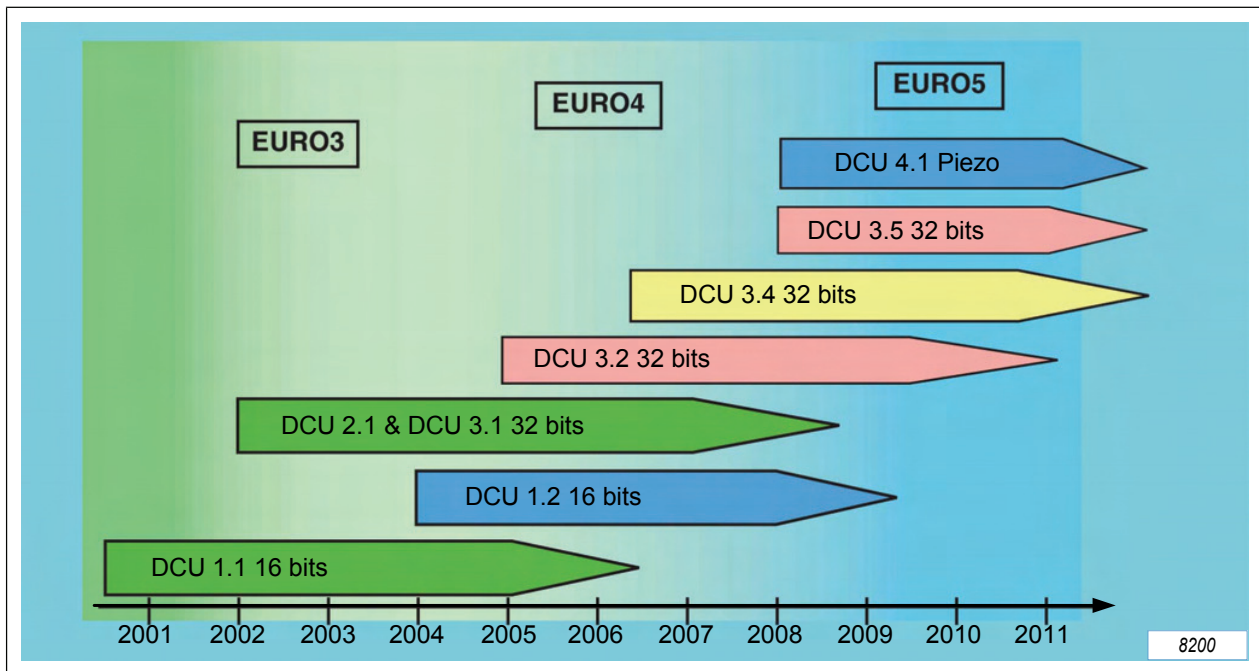 EURO5
EURO4
EURO3
DCU 4.1 Piezo
DCU 3.5 32 bits
DCU 3.4 32 bits
DCU 3.2 32 bits
DCU 2.1 & DCU 3.1 32 bits
DCU 1.2 16 bits
DCU 1.1 16 bits
2001 2002 2003 2004 2005 2006 2007 2008 2009 2010 2011
8200